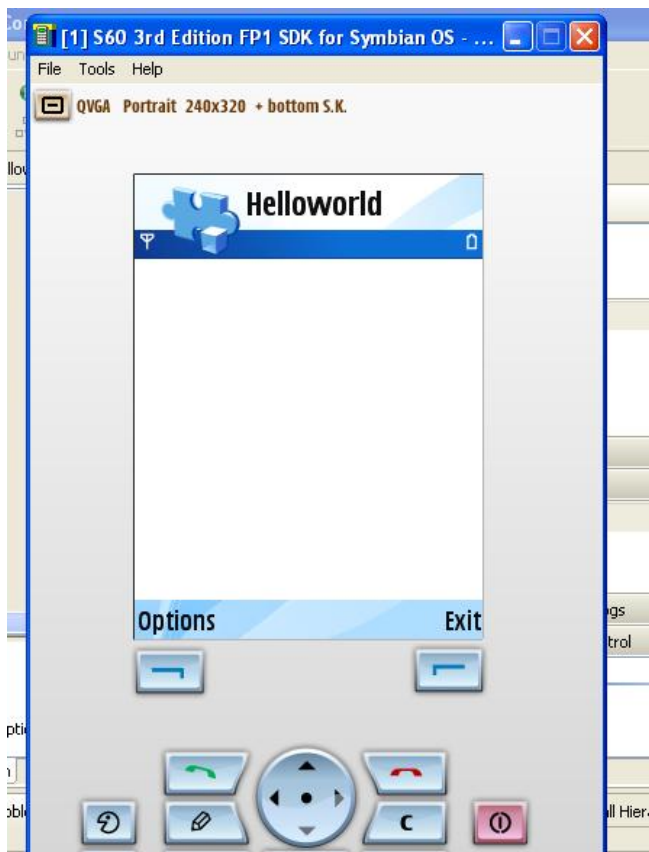 [1] S60 3rd Edition FP1 SDK for Symbian OS - ...
File Tools Help
QVGA Portrait 240x320 + bottom S.K.
Helloworld
Options Exit
C